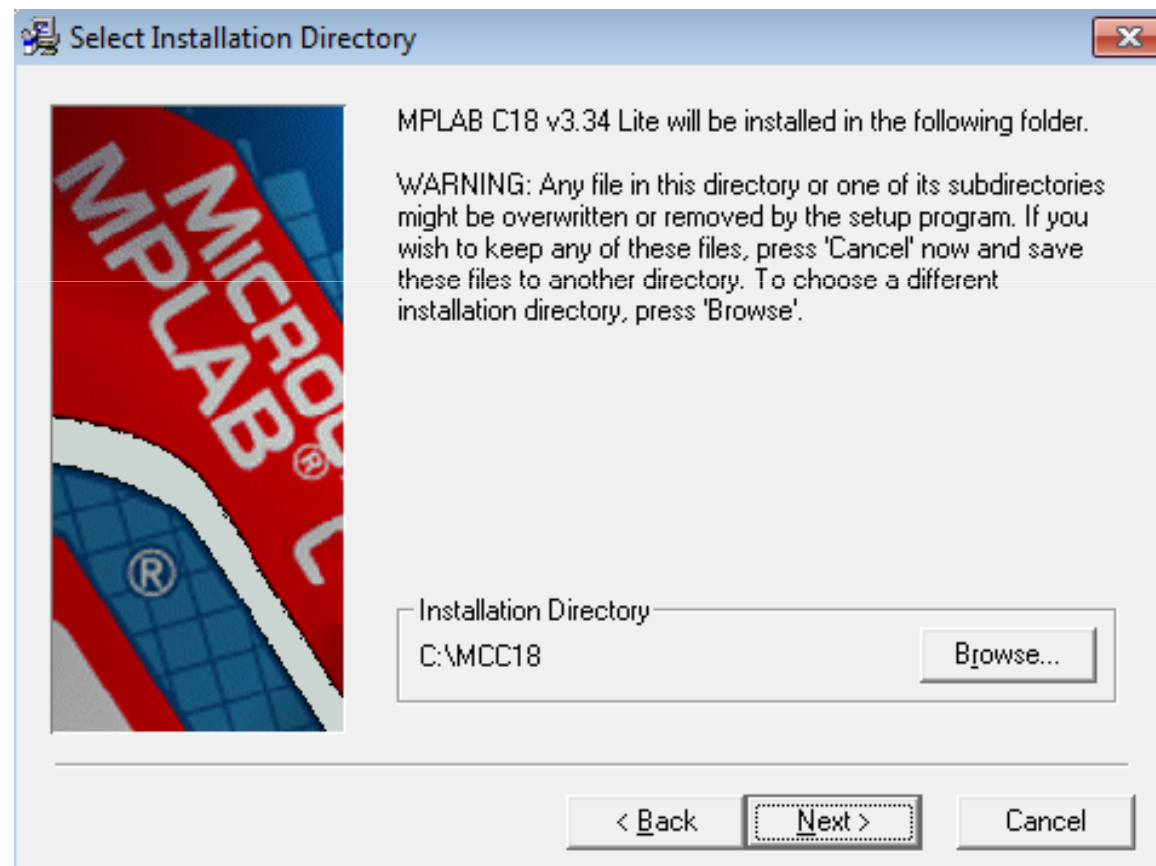 Select Installation Directory
MPLAB C18 v3.34 Lite will be installed in the following folder.
WARNING: Any file in this directory or one of its subdirectories
might be overwritten or removed by the setup program. If you
wish to keep any of these files, press 'Cancel' now and save
these files to another directory. To choose a different
installation directory, press 'Browse'.
MICRO
MPLAB® C
®
Installation Directory
C:\MCC18
Browse...
< Back
Next >
Cancel